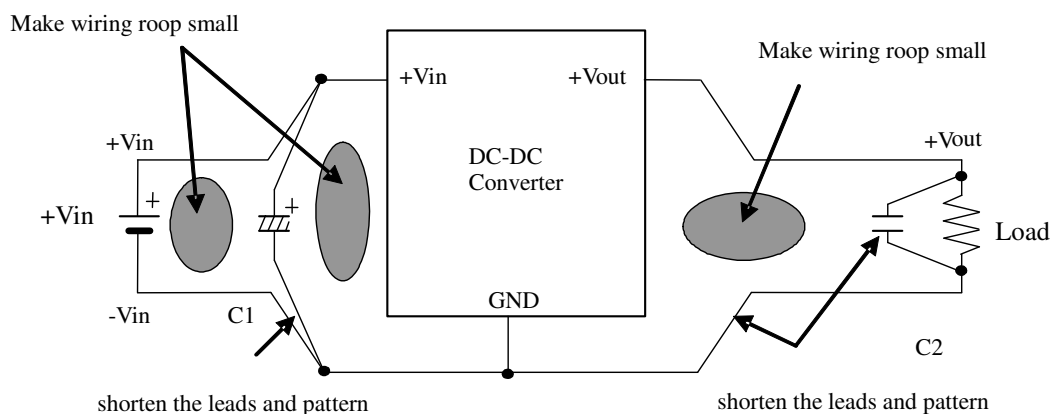 Make wiring roop small
Make wiring roop small
+Vin
+Vout
+Vin
+Vout
DC-DC
Converter
+
+
+Vin
Load
-Vin
C1
GND
C2
shorten the leads and pattern
shorten the leads and pattern